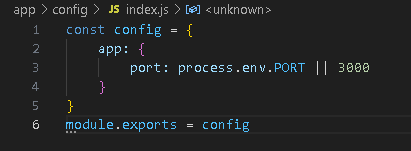 app > config > JS index.js > <unknown>
1 const config = {
2     app: {
3         port: process.env.PORT || 3000
4     }
5 }
6 module.exports = config